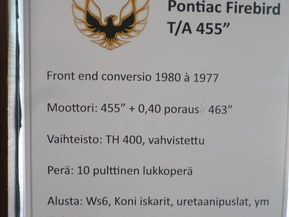 Pontiac Firebird
T/A 455”
Front end conversio 1980 à 1977
Moottori: 455” + 0,40 poraus 463”
Vaihteisto: TH 400, vahvistettu
Perä: 10 pulttinen lukkoperä
Alusta: Ws6, Koni iskarit, uretaanipuslat, ym